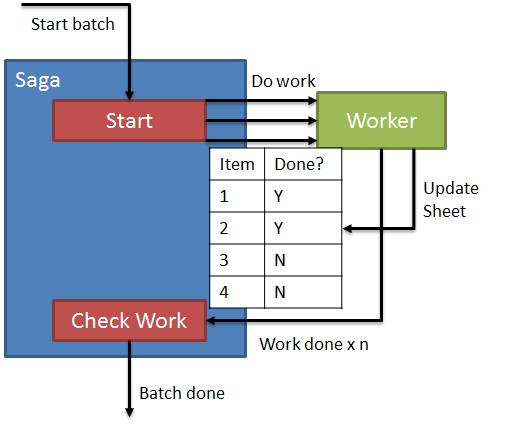 Start batch
Saga
Do work
Start
Worker
Item Done?
1 Y
2 Y
3 N
4 N
Update
Sheet
Check Work
Work done x n
Batch done